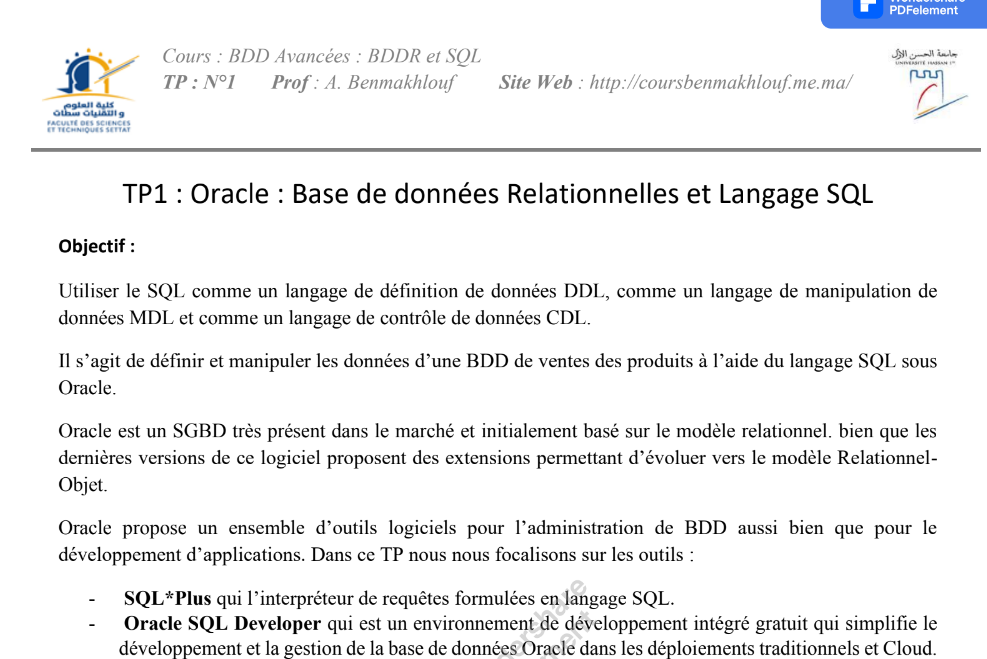 PDFelement
Cours : BDD Avancées : BDDR et SQL
TP : N°1 Prof : A. Benmakhlouf Site Web : http://coursbenmakhlouf.me.ma/
جامعة الحسن الأول
UNIVERSITÉ HASSAN 1er
كلية العلوم
و التقنيات سطات
FACULTÉ DES SCIENCES
ET TECHNIQUES SETTAT
TP1 : Oracle : Base de données Relationnelles et Langage SQL
Objectif :
Utiliser le SQL comme un langage de définition de données DDL, comme un langage de manipulation de
données MDL et comme un langage de contrôle de données CDL.
Il s’agit de définir et manipuler les données d’une BDD de ventes des produits à l’aide du langage SQL sous
Oracle.
Oracle est un SGBD très présent dans le marché et initialement basé sur le modèle relationnel. bien que les
dernières versions de ce logiciel proposent des extensions permettant d’évoluer vers le modèle Relationnel-
Objet.
Oracle propose un ensemble d’outils logiciels pour l’administration de BDD aussi bien que pour le
développement d’applications. Dans ce TP nous nous focalisons sur les outils :
- SQL*Plus qui l’interpréteur de requêtes formulées en langage SQL.
- Oracle SQL Developer qui est un environnement de développement intégré gratuit qui simplifie le
développement et la gestion de la base de données Oracle dans les déploiements traditionnels et Cloud.